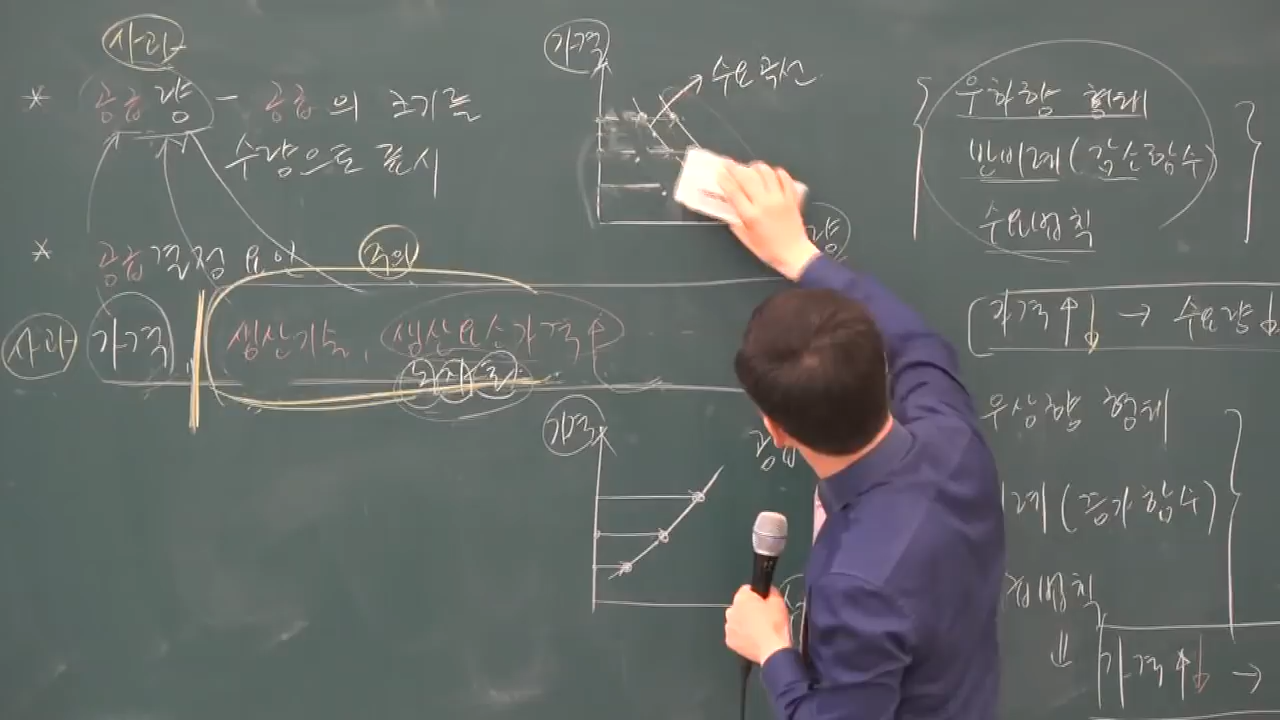 사과
* 공급량 - 공급의 크기를
수량으로 표시
* 공급결정 요인
주의
사과 가격 생산기술, 생산요소가격↑
가격
수요곡선
량
우하향 형태
반비례(감소함수)
수요법칙
가격↑↓ → 수요량↓
가격
공급
우상향 형태
례(증가함수)
급법칙
⇓
가격↑↓ →